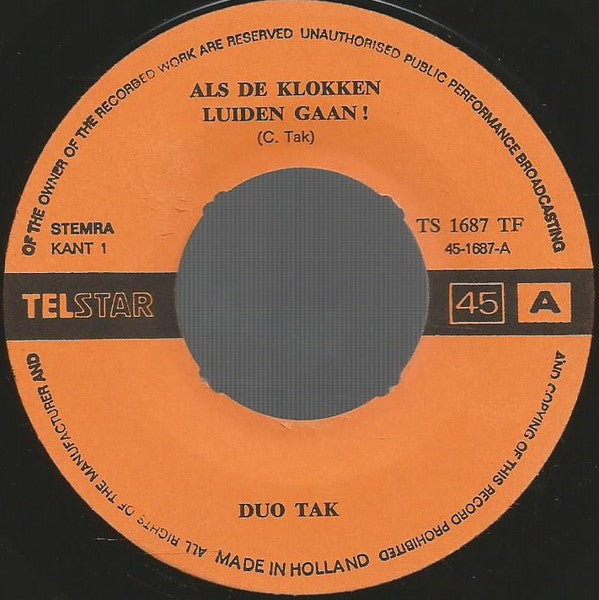 ALL RIGHTS OF THE MANUFACTURER AND OF THE OWNER OF THE RECORDED WORK ARE RESERVED UNAUTHORISED PUBLIC PERFORMANCE BROADCASTING AND COPYING OF THIS RECORD PROHIBITED
ALS DE KLOKKEN
LUIDEN GAAN!
(C. Tak)
STEMRA
KANT 1
TS 1687 TF
45-1687-A
TELSTAR
45 A
DUO TAK
MADE IN HOLLAND